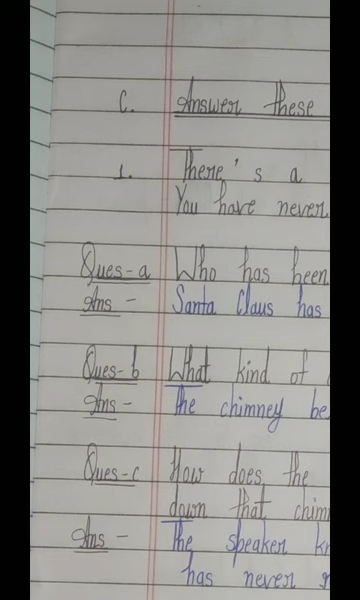 C. Answer these
1. There's a
You have never
Ques-a Who has been
Ans - Santa Claus has
Ques-b What kind of
Ans - The chimney be
Ques-c How does the
down that chim
Ans - The speaker kn
has never